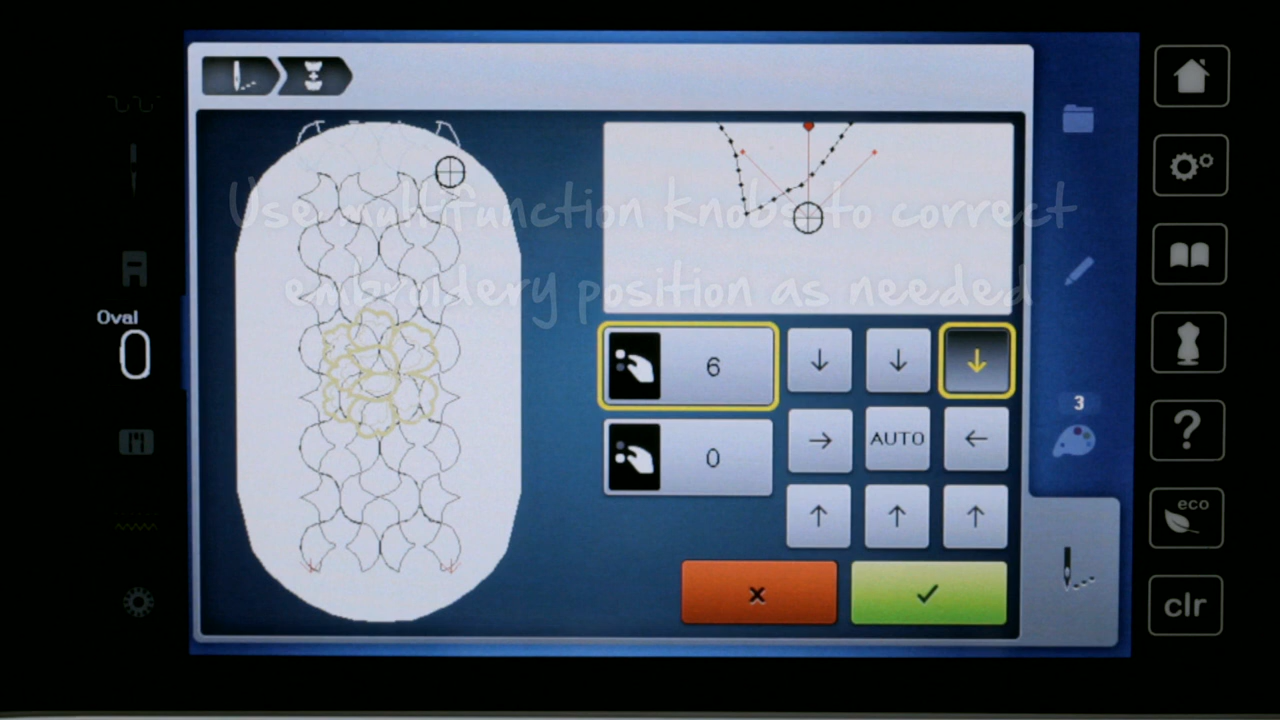 Use multifunction knobs to correct
embroidery position as needed
Oval
6
0
AUTO
3
?
eco
clr